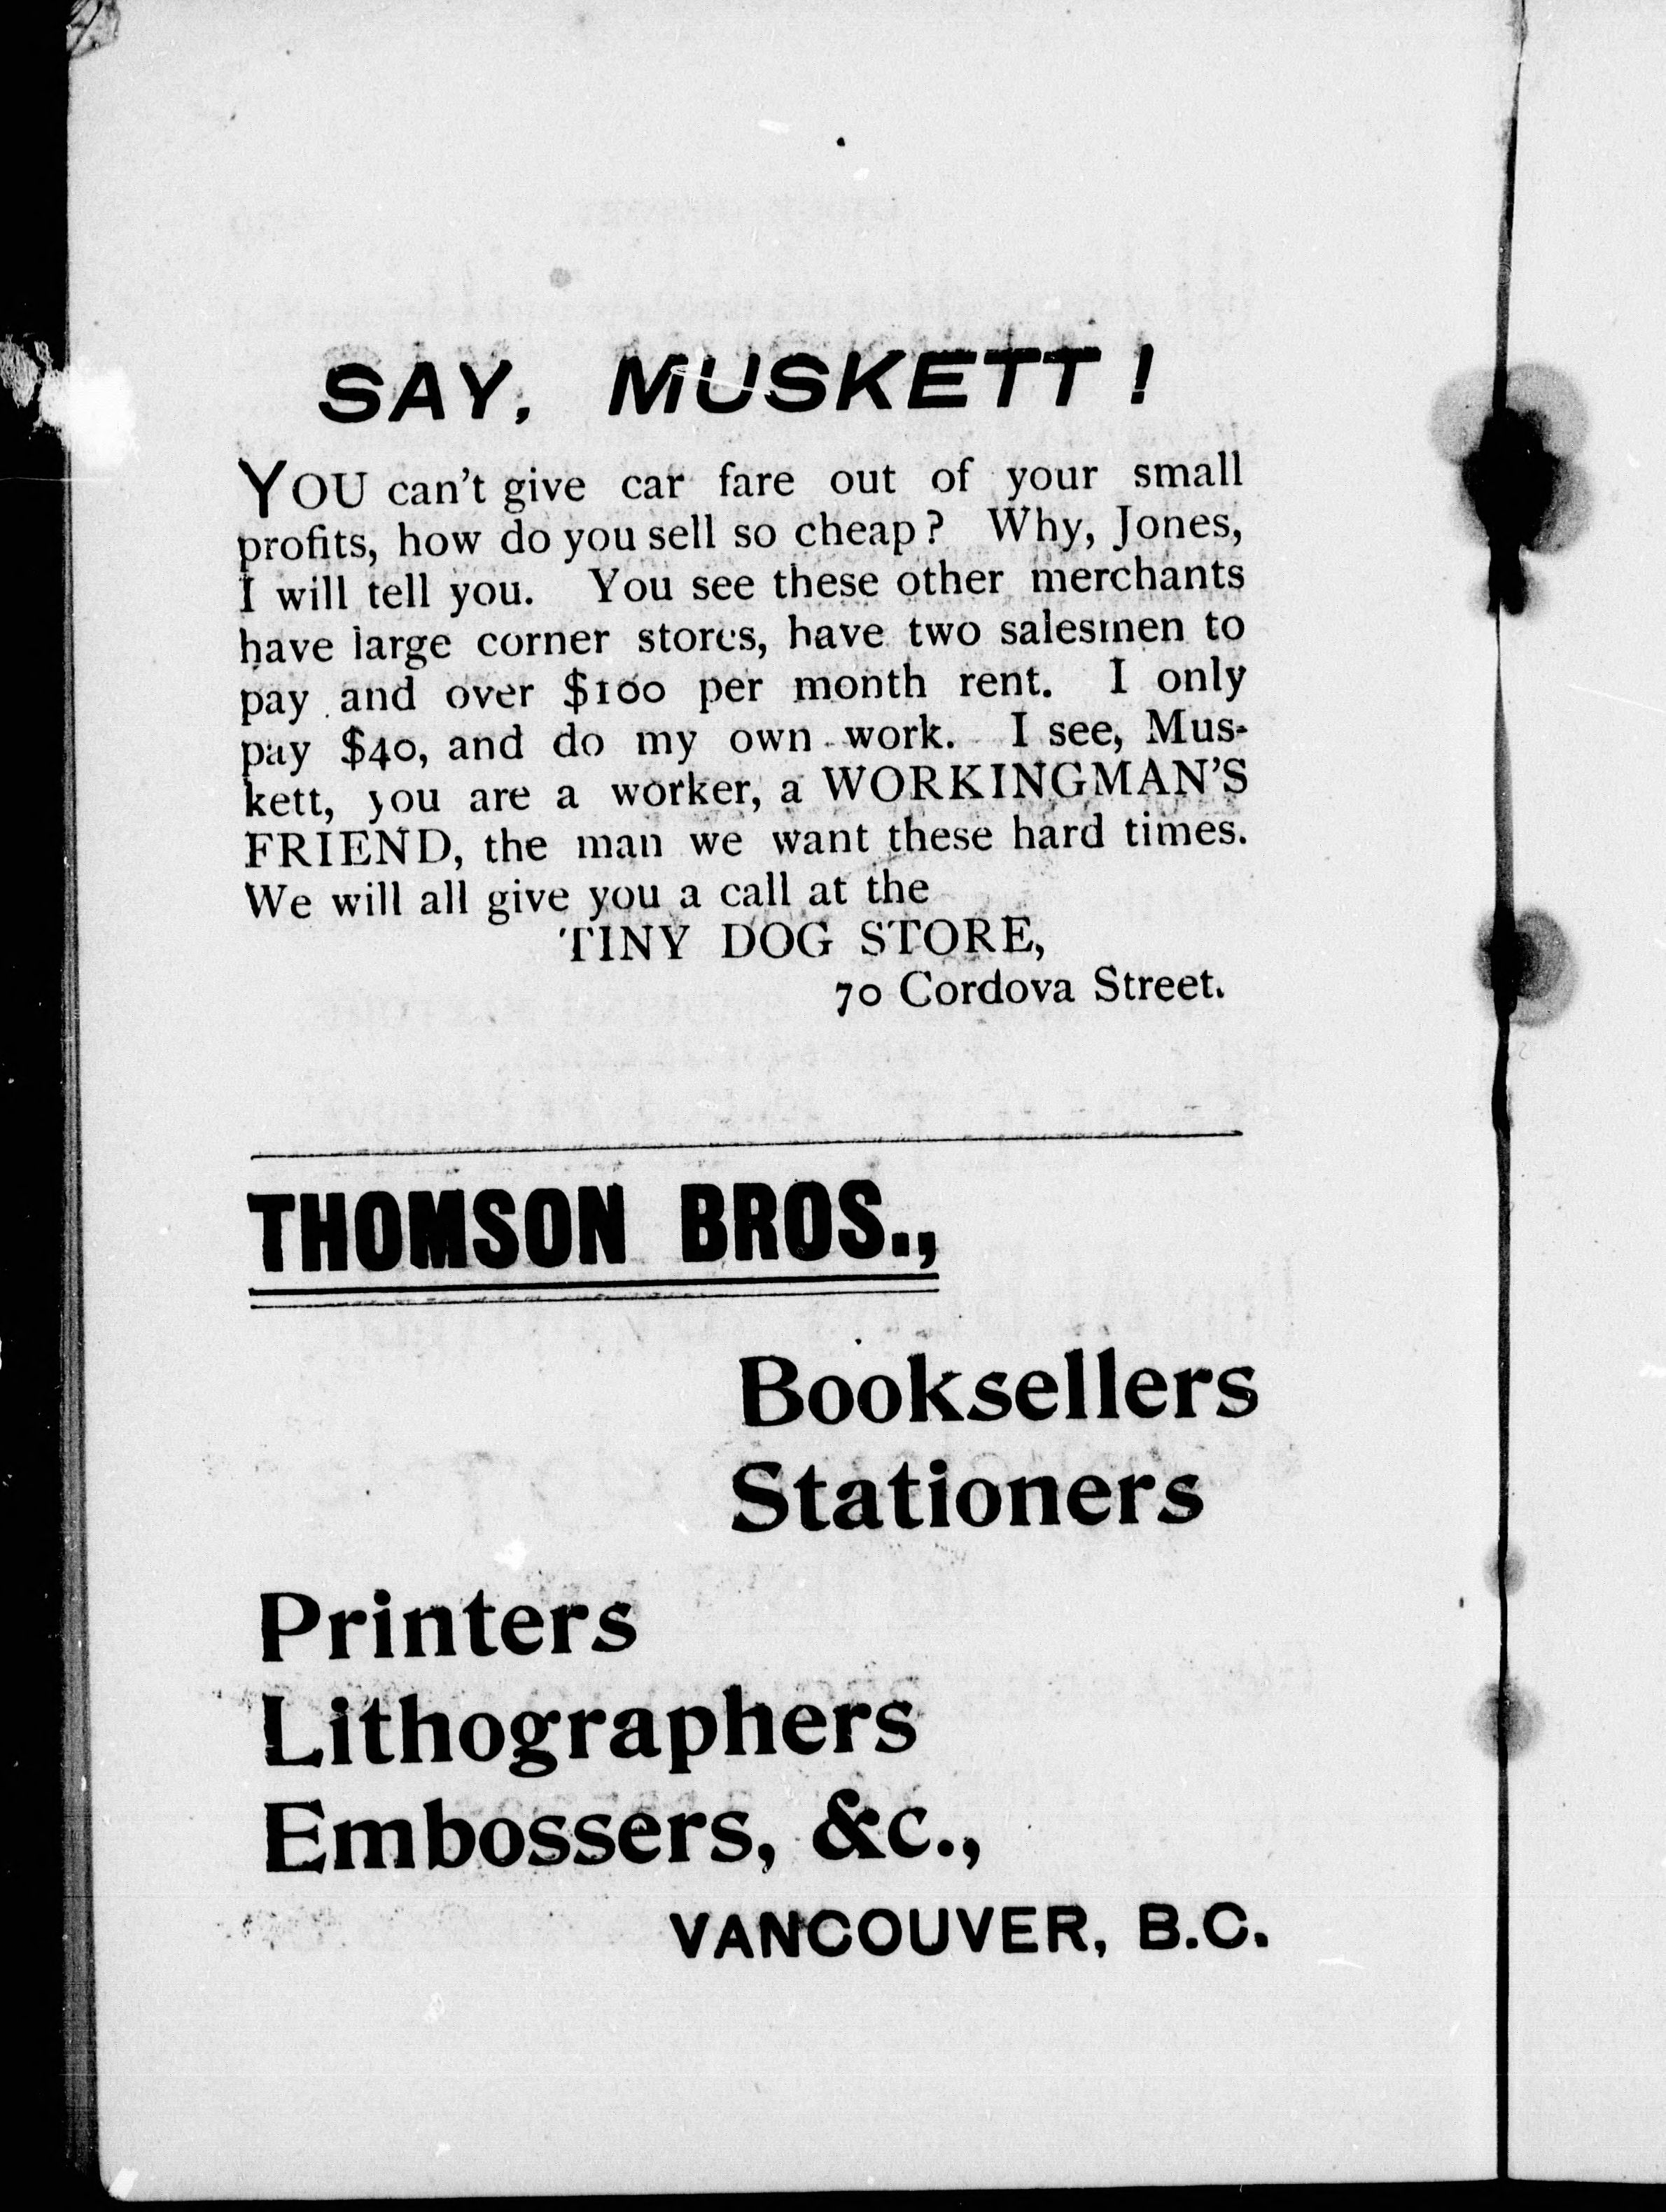 SAY, MUSKETT!
YOU can't give car fare out of your small
profits, how do you sell so cheap? Why, Jones,
I will tell you. You see these other merchants
have large corner stores, have two salesmen to
pay and over $100 per month rent. I only
pay $40, and do my own work. I see, Mus-
kett, you are a worker, a WORKINGMAN'S
FRIEND, the man we want these hard times.
We will all give you a call at the
TINY DOG STORE,
70 Cordova Street.
THOMSON BROS.,
Booksellers
Stationers
Printers
Lithographers
Embossers, &c.,
VANCOUVER, B.C.